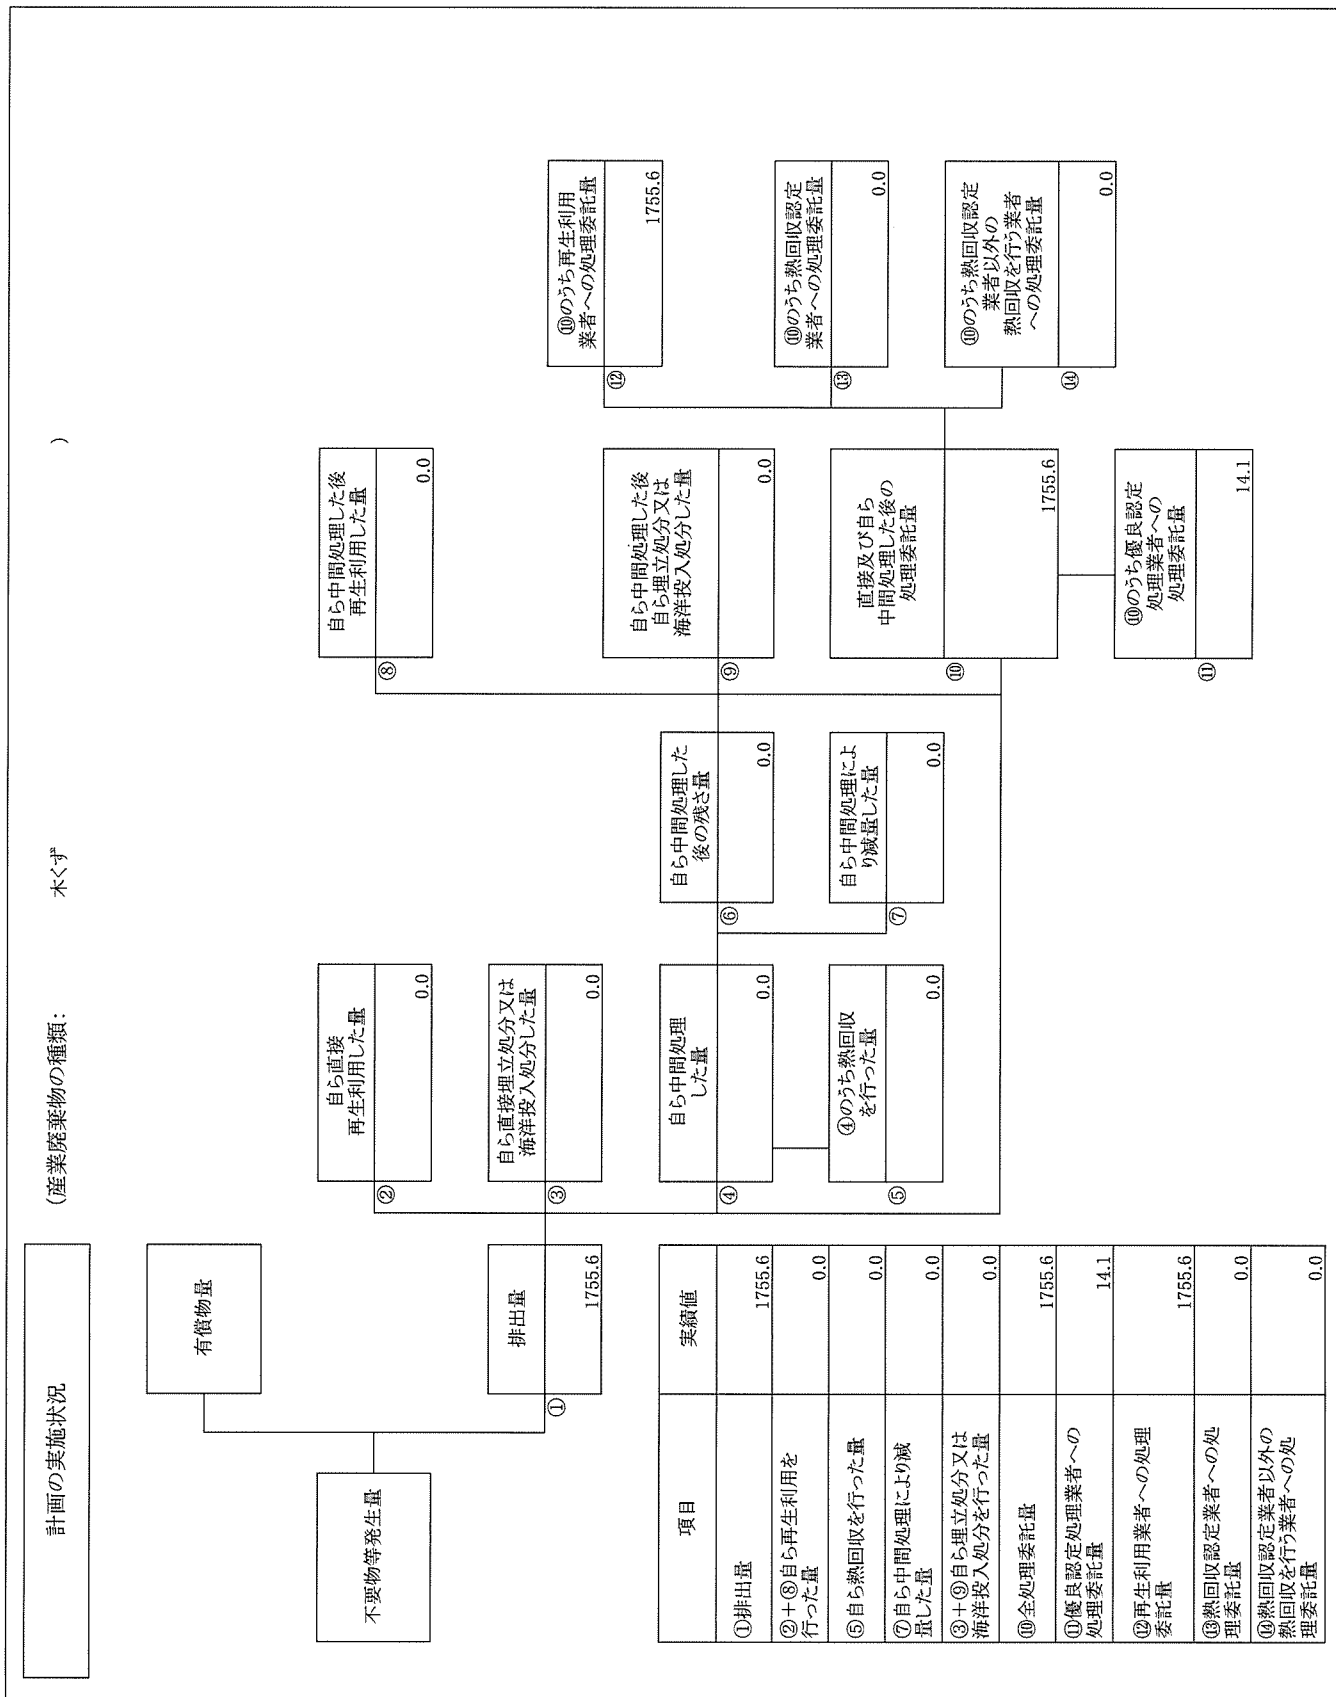 計画の実施状況
(産業廃棄物の種類:
木くず
)
不要物等発生量
有償物量
①
排出量
1755.6
②
自ら直接
再生利用した量
0.0
③
自ら直接埋立処分又は
海洋投入処分した量
0.0
④
自ら中間処理
した量
0.0
⑤
④のうち熱回収
を行った量
0.0
⑥
自ら中間処理した
後の残さ量
0.0
⑦
自ら中間処理によ
り減量した量
0.0
⑧
自ら中間処理した後
再生利用した量
0.0
⑨
自ら中間処理した後
自ら埋立処分又は
海洋投入処分した量
0.0
⑩
直接及び自ら
中間処理した後の
処理委託量
1755.6
⑪
⑩のうち優良認定
処理業者への
処理委託量
14.1
⑫
⑩のうち再生利用
業者への処理委託量
1755.6
⑬
⑩のうち熱回収認定
業者への処理委託量
0.0
⑭
⑩のうち熱回収認定
業者以外の
熱回収を行う業者
への処理委託量
0.0
項目
実績値
①排出量
1755.6
②+⑧自ら再生利用を
行った量
0.0
⑤自ら熱回収を行った量
0.0
⑦自ら中間処理により減
量した量
0.0
③+⑨自ら埋立処分又は
海洋投入処分を行った量
0.0
⑩全処理委託量
1755.6
⑪優良認定処理業者への
処理委託量
14.1
⑫再生利用業者への処理
委託量
1755.6
⑬熱回収認定業者への処
理委託量
0.0
⑭熱回収認定業者以外の
熱回収を行う業者への処
理委託量
0.0